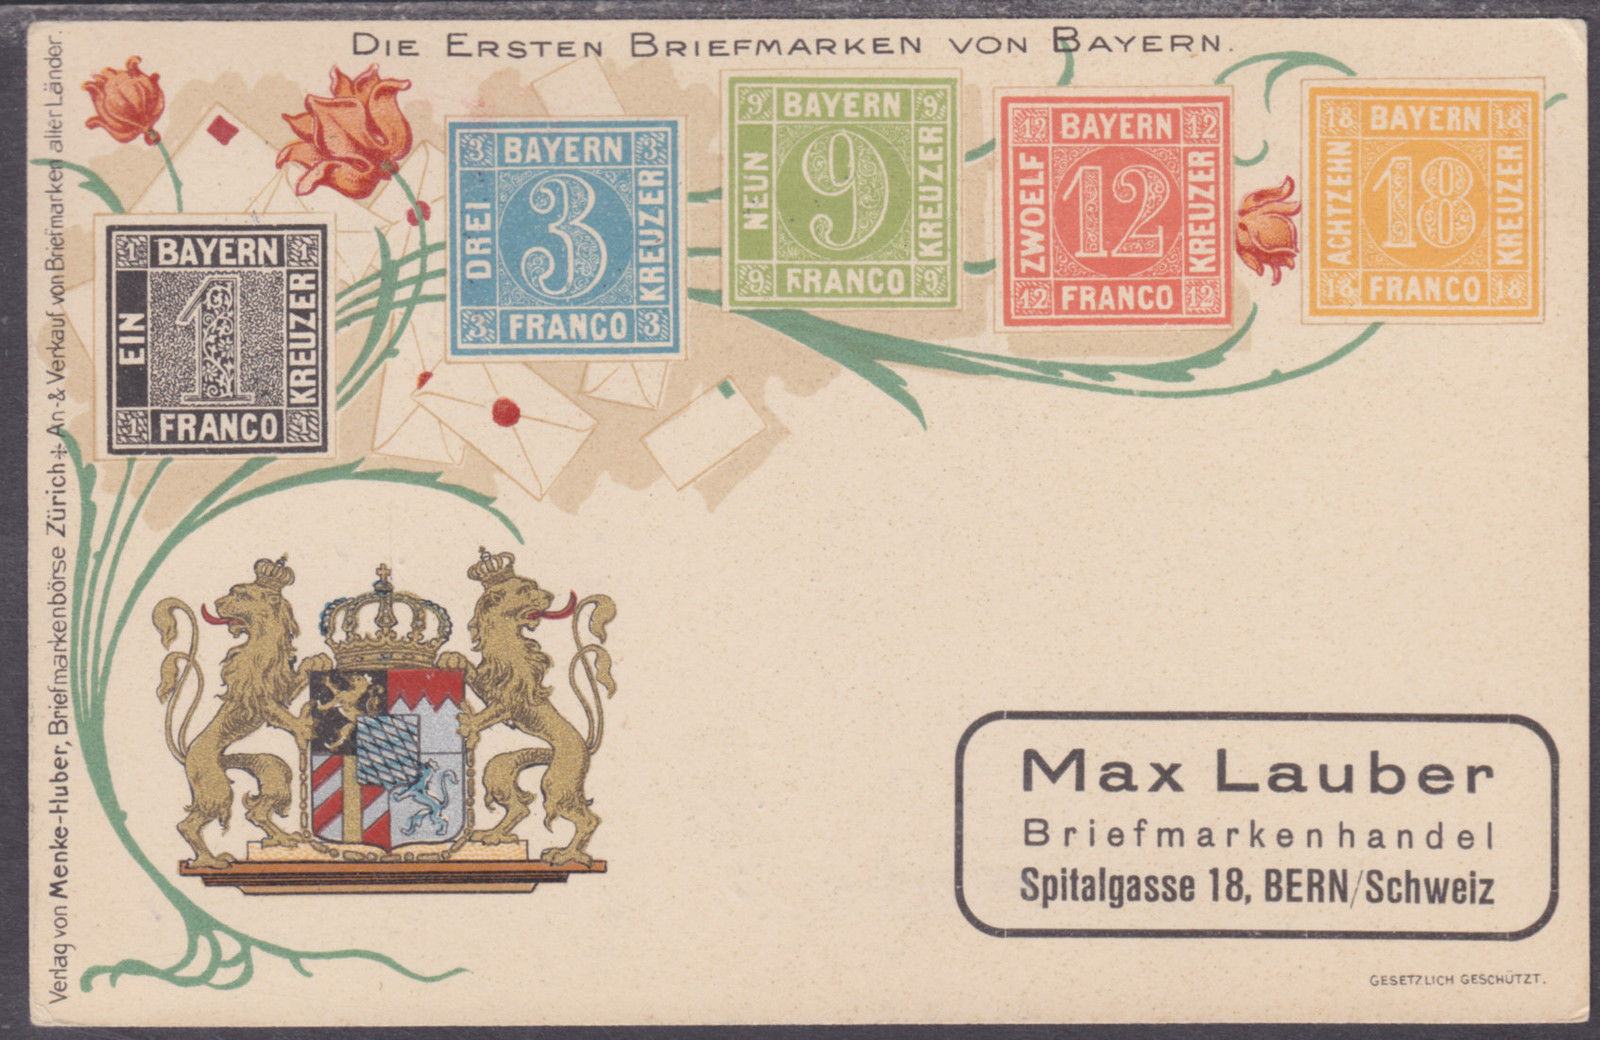 DIE ERSTEN BRIEFMARKEN VON BAYERN.
Verlag von Menke-Huber, Briefmarkenbörse Zürich + An-& Verkauf von Briefmarken aller Länder.
1 BAYERN
EIN 1 KREUZER
1 FRANCO 1
3 BAYERN 3
DREI 3 KREUZER
3 FRANCO 3
9 BAYERN 9
NEUN 9 KREUZER
9 FRANCO 9
12 BAYERN 12
ZWOELF 12 KREUZER
12 FRANCO 12
18 BAYERN 18
ACHTZEHN 18 KREUZER
18 FRANCO 18
Max Lauber
Briefmarkenhandel
Spitalgasse 18, BERN/Schweiz
GESETZLICH GESCHÜTZT.